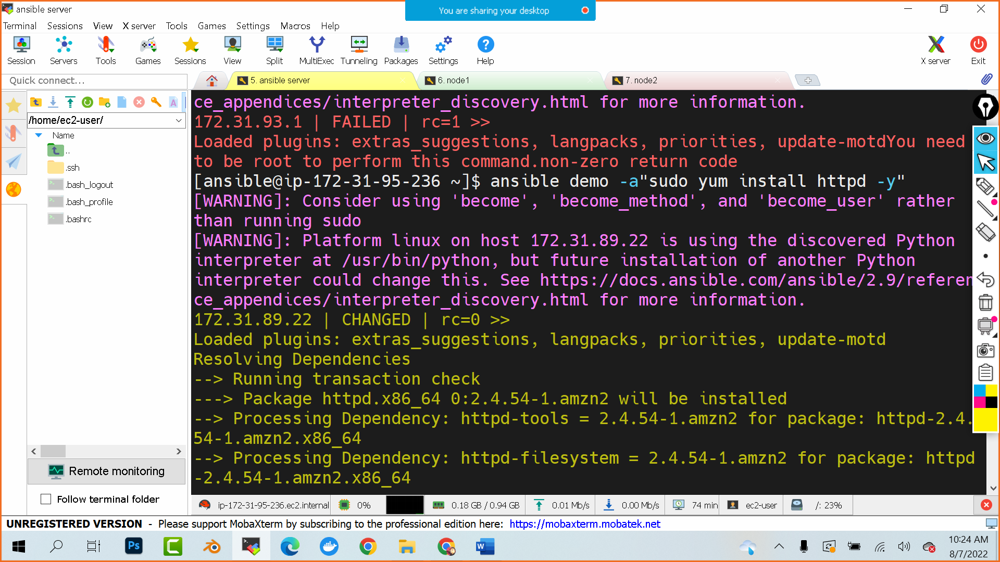 ansible server
You are sharing your desktop
Terminal Sessions View X server Tools Games Settings Macros Help
Session Servers Tools Games Sessions View Split MultiExec Tunneling Packages Settings Help X server Exit
Quick connect...
5. ansible server
6. node1
7. node2
/home/ec2-user/
Name
..
.ssh
.bash_logout
.bash_profile
.bashrc
Remote monitoring
Follow terminal folder
ce_appendices/interpreter_discovery.html for more information.
172.31.93.1 | FAILED | rc=1 >>
Loaded plugins: extras_suggestions, langpacks, priorities, update-motdYou need
to be root to perform this command.non-zero return code
[ansible@ip-172-31-95-236 ~]$ ansible demo -a"sudo yum install httpd -y"
[WARNING]: Consider using 'become', 'become_method', and 'become_user' rather
than running sudo
[WARNING]: Platform linux on host 172.31.89.22 is using the discovered Python
interpreter at /usr/bin/python, but future installation of another Python
interpreter could change this. See https://docs.ansible.com/ansible/2.9/referen
ce_appendices/interpreter_discovery.html for more information.
172.31.89.22 | CHANGED | rc=0 >>
Loaded plugins: extras_suggestions, langpacks, priorities, update-motd
Resolving Dependencies
--> Running transaction check
---> Package httpd.x86_64 0:2.4.54-1.amzn2 will be installed
--> Processing Dependency: httpd-tools = 2.4.54-1.amzn2 for package: httpd-2.4.
54-1.amzn2.x86_64
--> Processing Dependency: httpd-filesystem = 2.4.54-1.amzn2 for package: httpd
-2.4.54-1.amzn2.x86_64
ip-172-31-95-236.ec2.internal 0% 0.18 GB / 0.94 GB 0.01 Mb/s 0.00 Mb/s 74 min ec2-user /: 23%
UNREGISTERED VERSION - Please support MobaXterm by subscribing to the professional edition here: https://mobaxterm.mobatek.net
Ps
C
W
10:24 AM
8/7/2022